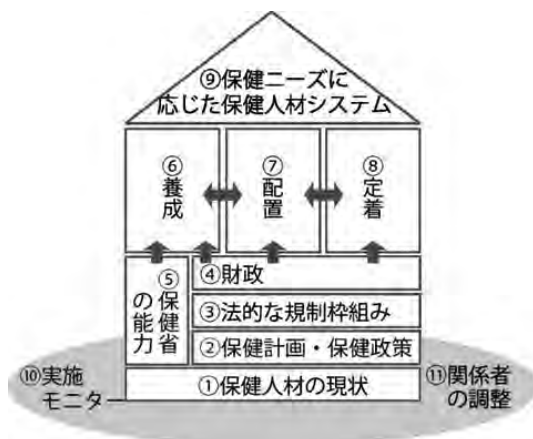 ⑨保健ニーズに
応じた保健人材システム
⑥養成
⑦配置
⑧定着
⑤保健省
の能力
④財政
③法的な規制枠組み
②保健計画・保健政策
①保健人材の現状
⑩実施
モニター
⑪関係者
の調整